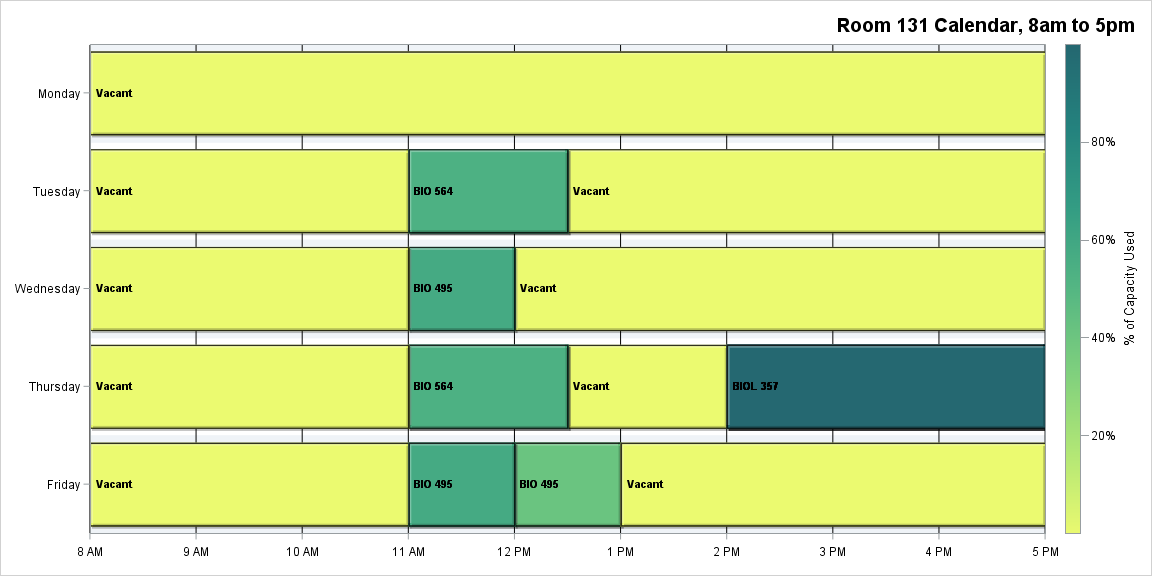 Room 131 Calendar, 8am to 5pm
Monday
Vacant
Tuesday
Vacant
BIO 564
Vacant
Wednesday
Vacant
BIO 495
Vacant
Thursday
Vacant
BIO 564
Vacant
BIOL 357
Friday
Vacant
BIO 495
BIO 495
Vacant
8 AM
9 AM
10 AM
11 AM
12 PM
1 PM
2 PM
3 PM
4 PM
5 PM
80%
60%
40%
20%
% of Capacity Used